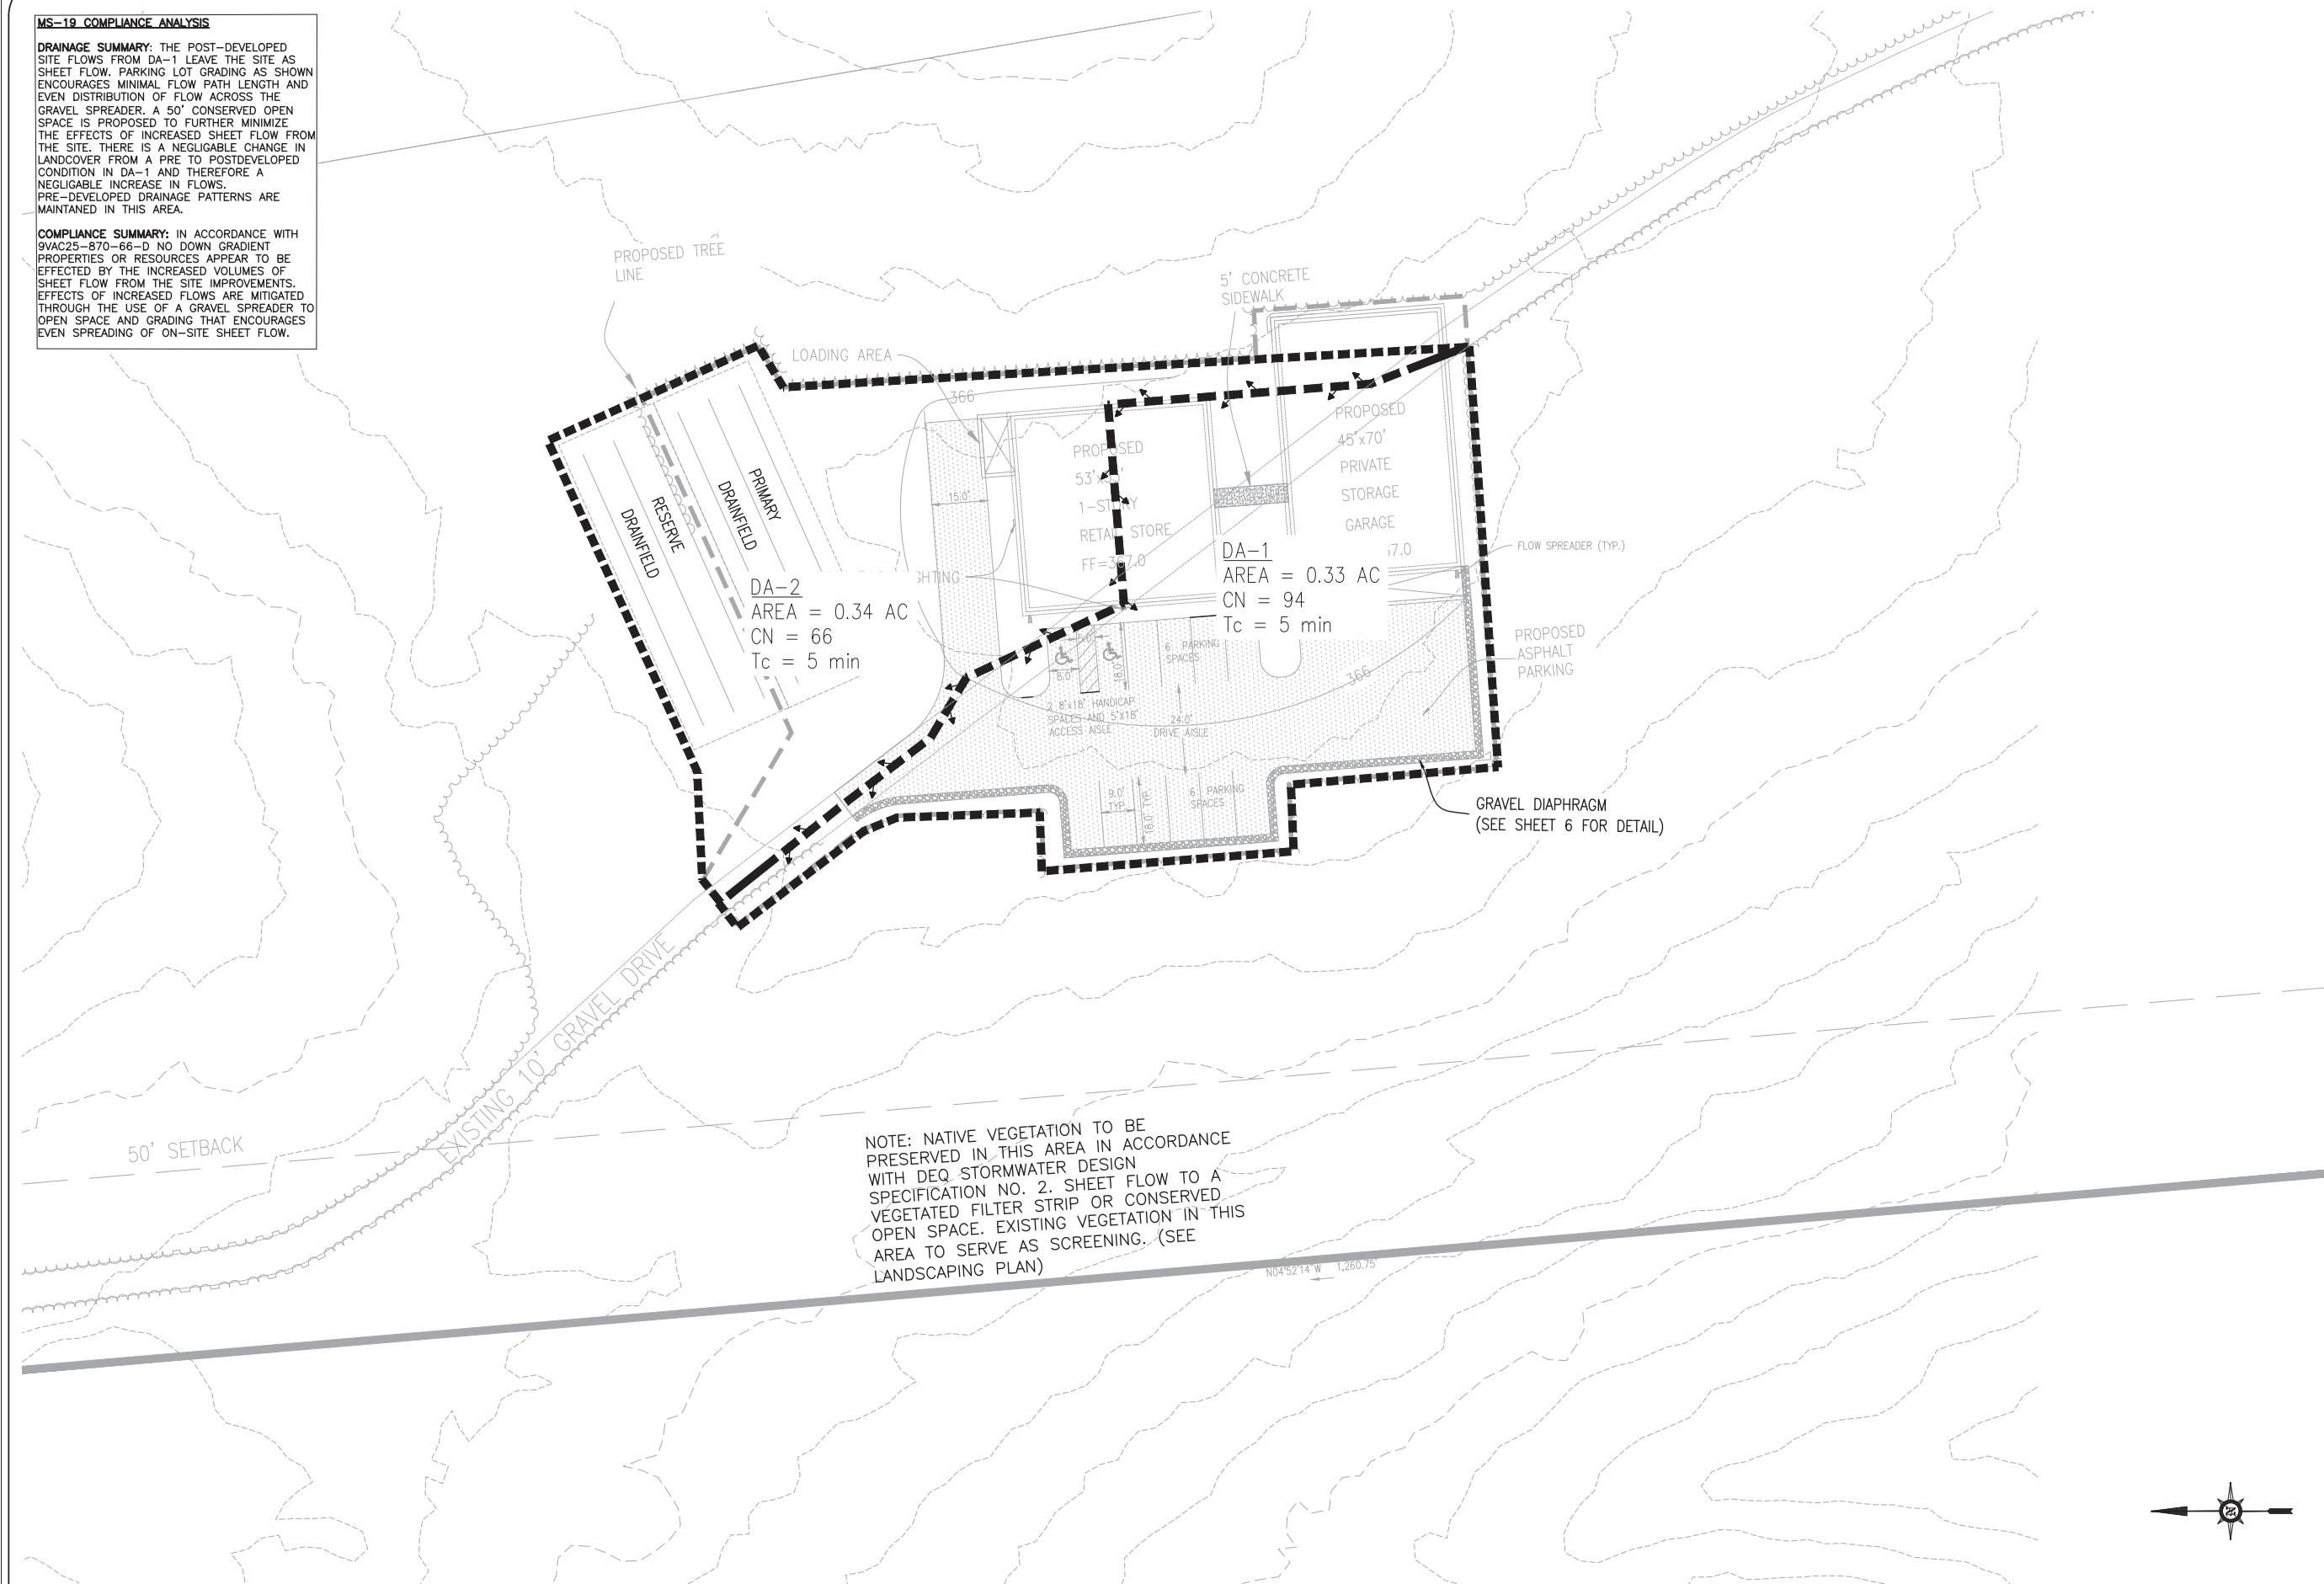 MS-19 COMPLIANCE ANALYSIS
DRAINAGE SUMMARY: THE POST-DEVELOPED
SITE FLOWS FROM DA-1 LEAVE THE SITE AS
SHEET FLOW. PARKING LOT GRADING AS SHOWN
ENCOURAGES MINIMAL FLOW PATH LENGTH AND
EVEN DISTRIBUTION OF FLOW ACROSS THE
GRAVEL SPREADER. A 50' CONSERVED OPEN
SPACE IS PROPOSED TO FURTHER MINIMIZE
THE EFFECTS OF INCREASED SHEET FLOW FROM
THE SITE. THERE IS A NEGLIGABLE CHANGE IN
LANDCOVER FROM A PRE TO POSTDEVELOPED
CONDITION IN DA-1 AND THEREFORE A
NEGLIGABLE INCREASE IN FLOWS.
PRE-DEVELOPED DRAINAGE PATTERNS ARE
MAINTANED IN THIS AREA.
COMPLIANCE SUMMARY: IN ACCORDANCE WITH
9VAC25-870-66-D NO DOWN GRADIENT
PROPERTIES OR RESOURCES APPEAR TO BE
EFFECTED BY THE INCREASED VOLUMES OF
SHEET FLOW FROM THE SITE IMPROVEMENTS.
EFFECTS OF INCREASED FLOWS ARE MITIGATED
THROUGH THE USE OF A GRAVEL SPREADER TO
OPEN SPACE AND GRADING THAT ENCOURAGES
EVEN SPREADING OF ON-SITE SHEET FLOW.
PROPOSED TREE
LINE
5' CONCRETE
SIDEWALK
LOADING AREA
366
PROPOSED
45'x70'
PRIVATE
STORAGE
GARAGE
PROPOSED
1-STORY
RETAIL STORE
FF=367.0
15.0'
PRIMARY
DRAINFIELD
RESERVE
DRAINFIELD
DA-2
AREA = 0.34 AC
CN = 66
Tc = 5 min
DA-1
AREA = 0.33 AC
CN = 94
Tc = 5 min
FLOW SPREADER (TYP.)
PROPOSED
ASPHALT
PARKING
5.0'
8.0'
18.0'
6 PARKING
SPACES
366
2 8'x18' HANDICAP
SPACES AND 5'X18'
ACCESS AISLE
24.0'
DRIVE AISLE
9.0'
TYP.
18.0' TYP.
6 PARKING
SPACES
GRAVEL DIAPHRAGM
(SEE SHEET 6 FOR DETAIL)
EXISTING 10' GRAVEL DRIVE
50' SETBACK
NOTE: NATIVE VEGETATION TO BE
PRESERVED IN THIS AREA IN ACCORDANCE
WITH DEQ STORMWATER DESIGN
SPECIFICATION NO. 2. SHEET FLOW TO A
VEGETATED FILTER STRIP OR CONSERVED
OPEN SPACE. EXISTING VEGETATION IN THIS
AREA TO SERVE AS SCREENING. (SEE
LANDSCAPING PLAN)
N04°52'14"W 1,260.75'